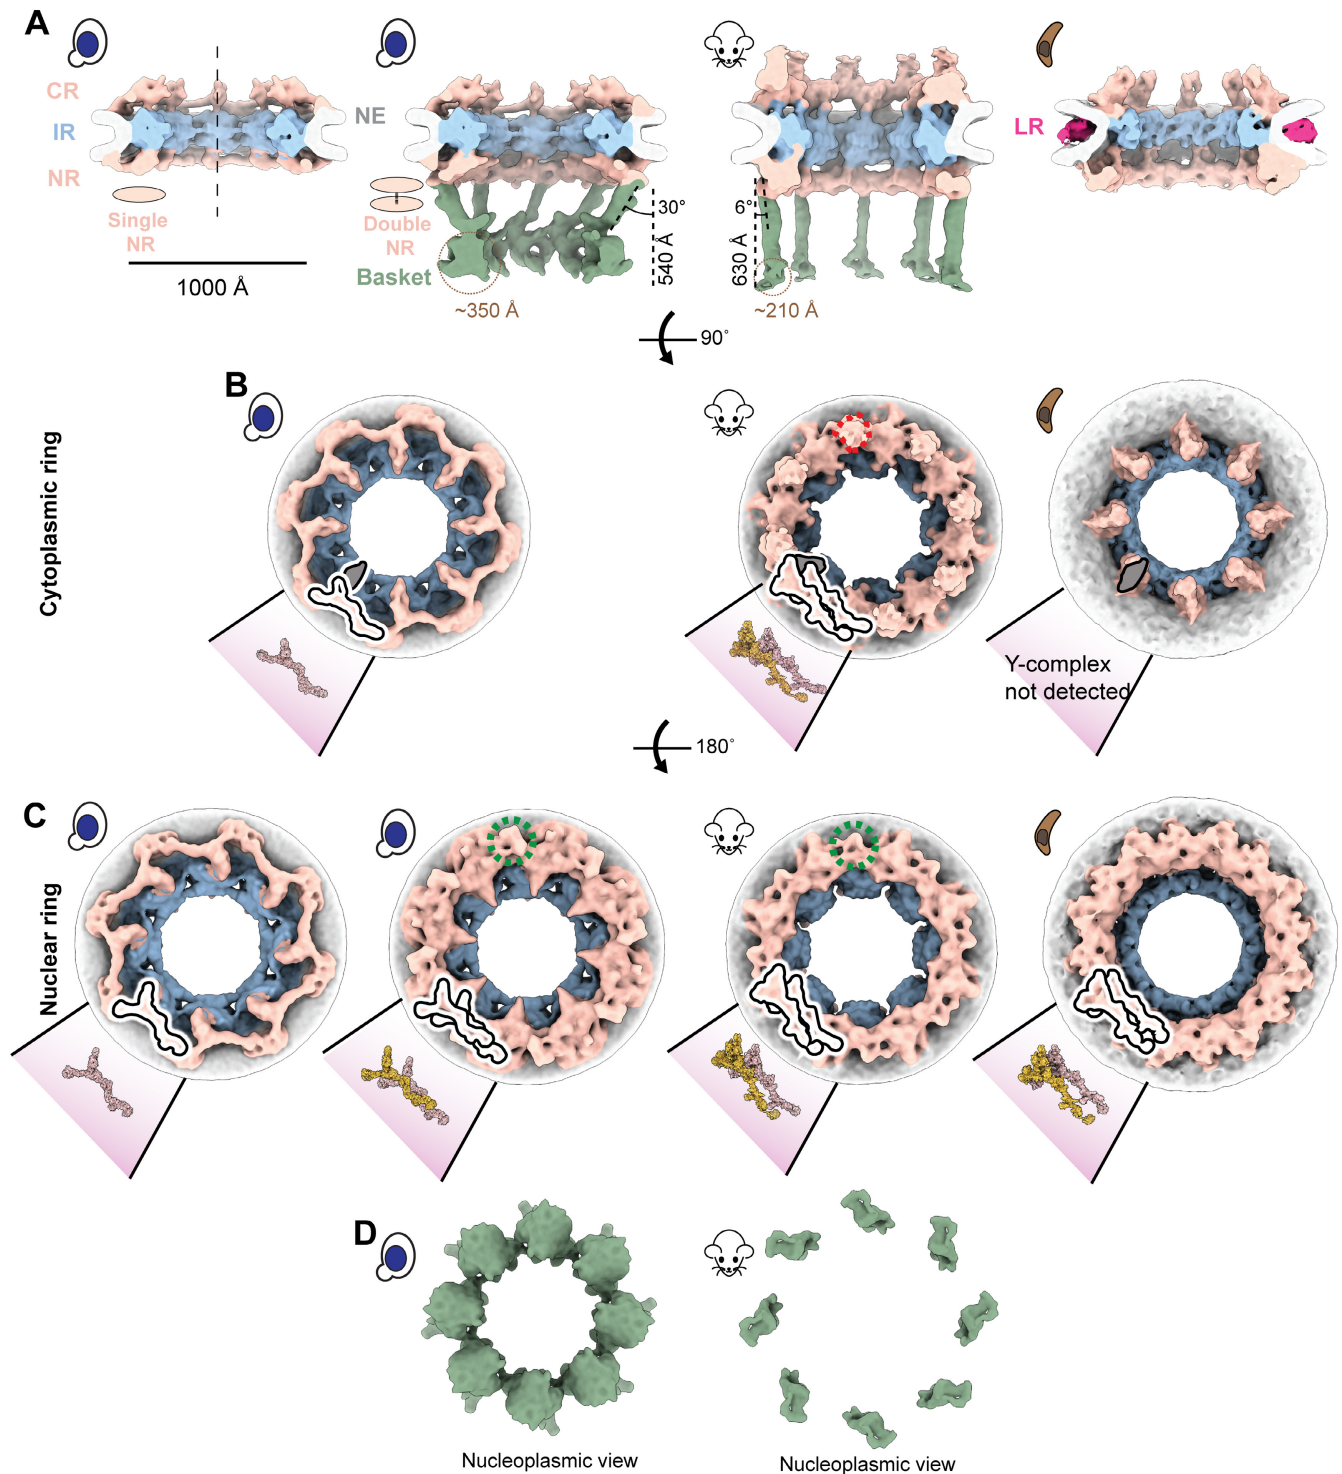 A
CR
IR
NR
NE
LR
Single
NR
Double
NR
Basket
1000 Å
30°
540 Å
~350 Å
6°
630 Å
~210 Å
90°
B
Cytoplasmic ring
Y-complex
not detected
180°
C
Nuclear ring
D
Nucleoplasmic view
Nucleoplasmic view